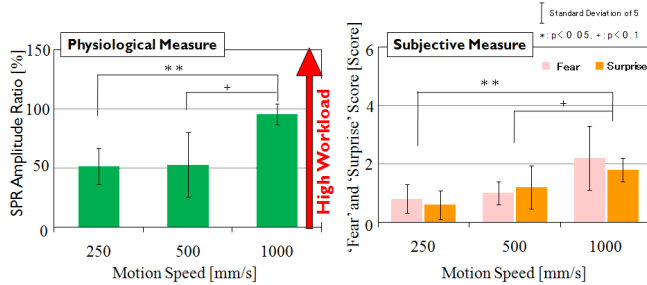 Physiological Measure
SPR Amplitude Ratio [%]
150
100
50
0
**
+
High Workload
250 500 1000
Motion Speed [mm/s]
Standard Deviation of 5
*:p<0.05, +:p<0.1
Subjective Measure
Fear Surprise
'Fear' and 'Surprise' Score [Score]
6
4
2
0
**
+
250 500 1000
Motion Speed [mm/s]